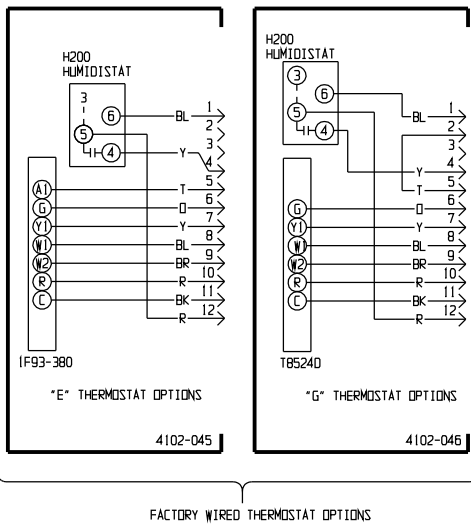 H200
HUMIDISTAT
3
6
5
4
BL 1
2
3
Y 4
A1 T 5
G O 6
Y1 Y 7
W1 BL 8
W2 BR 9
R R 10
C BK 11
R 12
1F93-380
"E" THERMOSTAT OPTIONS
4102-045
H200
HUMIDISTAT
3
6
5
4
BL 1
2
3
Y 4
T 5
G O 6
Y1 Y 7
W1 BL 8
W2 BR 9
R R 10
C BK 11
R 12
T8524D
"G" THERMOSTAT OPTIONS
4102-046
FACTORY WIRED THERMOSTAT OPTIONS